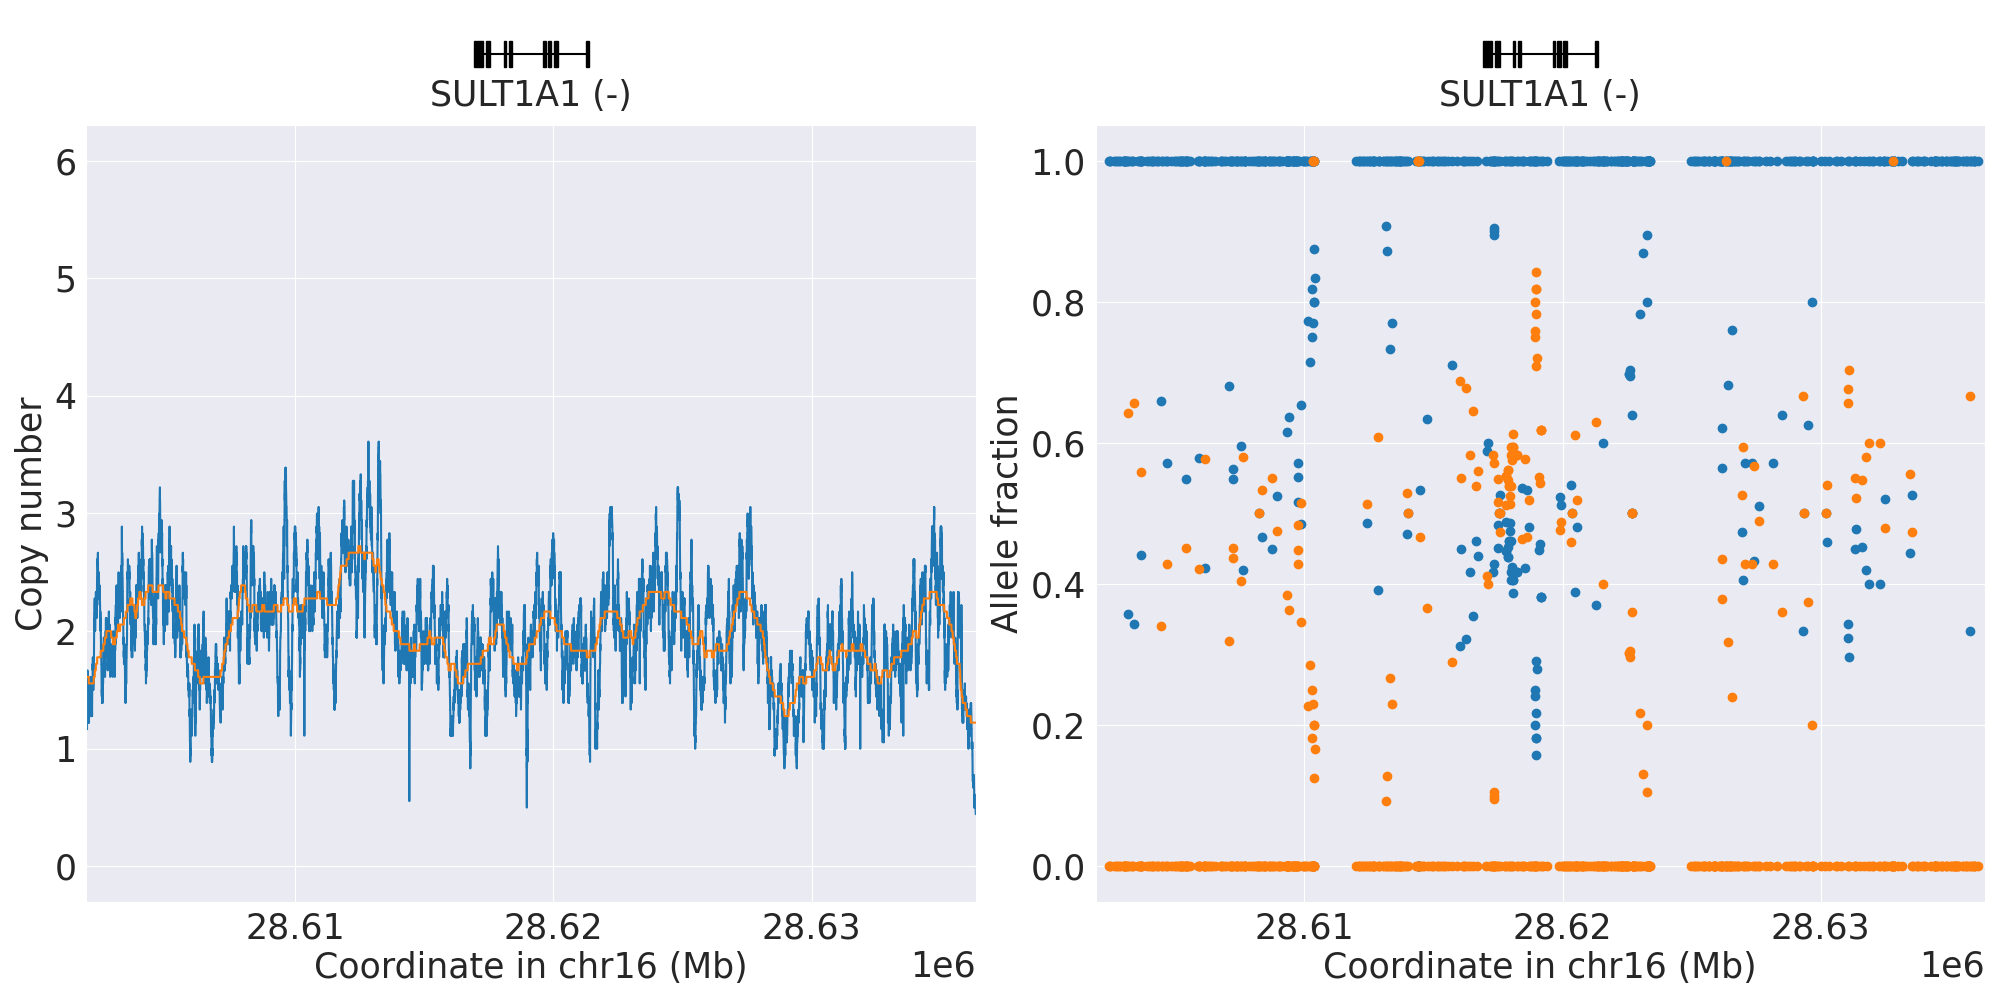 SULT1A1 (-)
SULT1A1 (-)
Copy number
6
5
4
3
2
1
0
28.61
28.62
28.63
Coordinate in chr16 (Mb)
1e6
Allele fraction
1.0
0.8
0.6
0.4
0.2
0.0
28.61
28.62
28.63
Coordinate in chr16 (Mb)
1e6